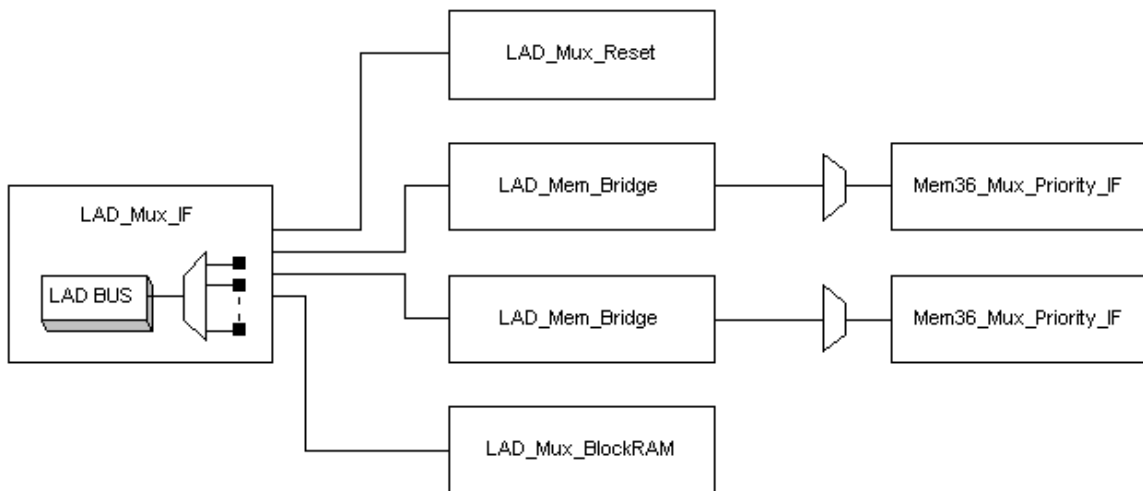 LAD_Mux_Reset
LAD_Mem_Bridge
Mem36_Mux_Priority_IF
LAD_Mux_IF
LAD BUS
LAD_Mem_Bridge
Mem36_Mux_Priority_IF
LAD_Mux_BlockRAM